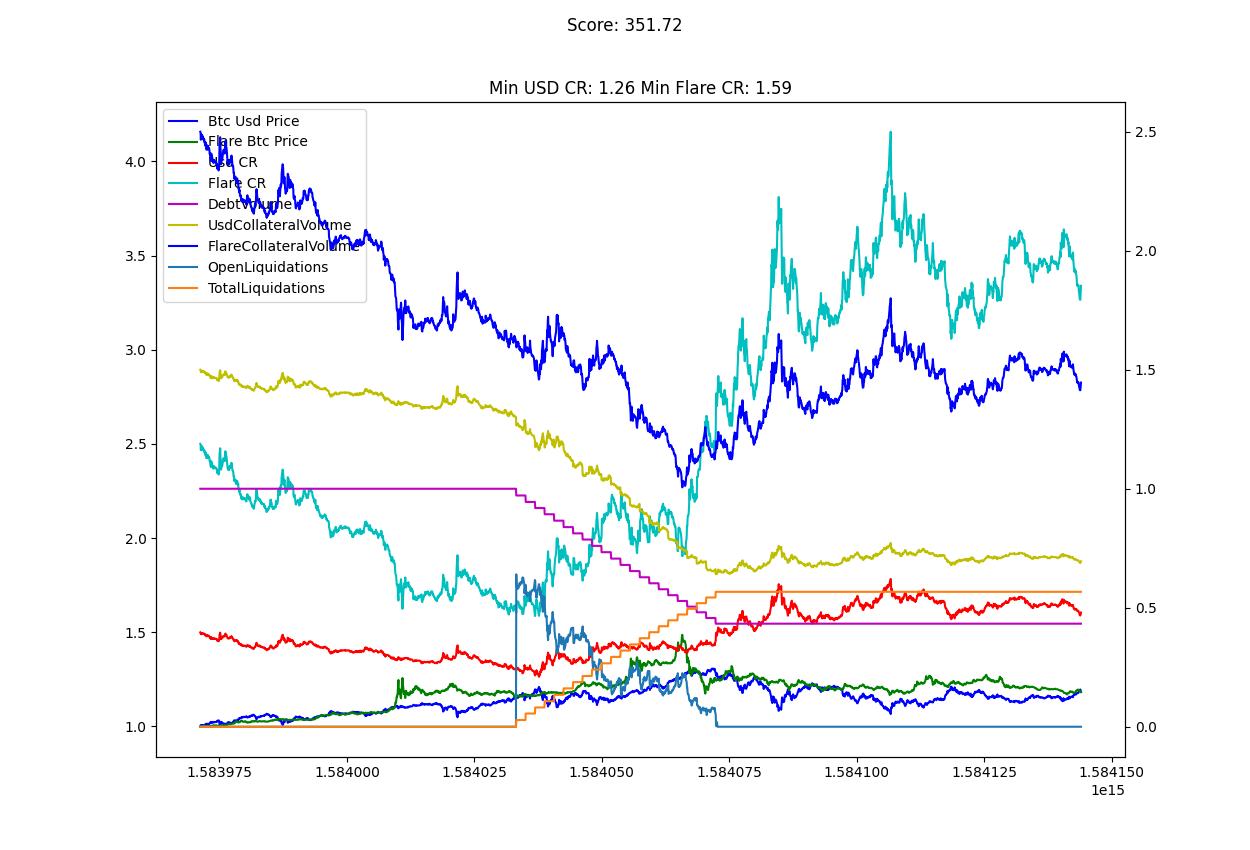 Score: 351.72
Min USD CR: 1.26 Min Flare CR: 1.59
Btc Usd Price
Flare Btc Price
Usd CR
Flare CR
DebtVolume
UsdCollateralVolume
FlareCollateralVolume
OpenLiquidations
TotalLiquidations
4.0
3.5
3.0
2.5
2.0
1.5
1.0
2.5
2.0
1.5
1.0
0.5
0.0
1.583975 1.584000 1.584025 1.584050 1.584075 1.584100 1.584125 1.584150
1e15